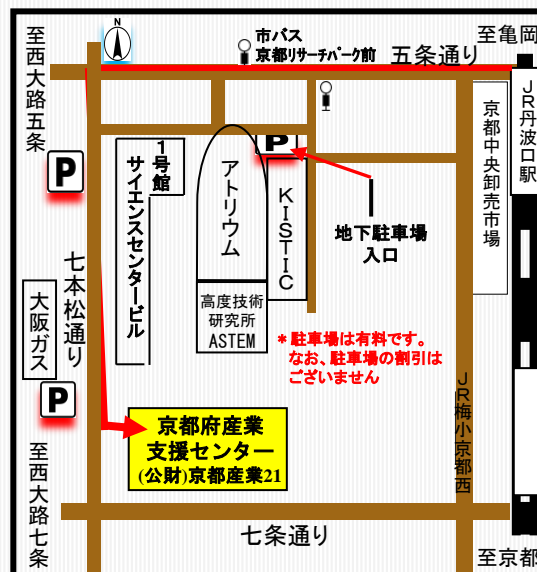 N
市バス
京都リサーチパーク前
五条通り
至亀岡
至西大路五条
JR丹波口駅
京都中央卸売市場
P
P
1号館
サイエンスセンタービル
アトリウム
KISTIC
地下駐車場
入口
七本松通り
大阪ガス
高度技術
研究所
ASTEM
*駐車場は有料です。
なお、駐車場の割引は
ございません
P
JR梅小京都西
京都府産業
支援センター
(公財)京都産業21
至西大路七条
七条通り
至京都